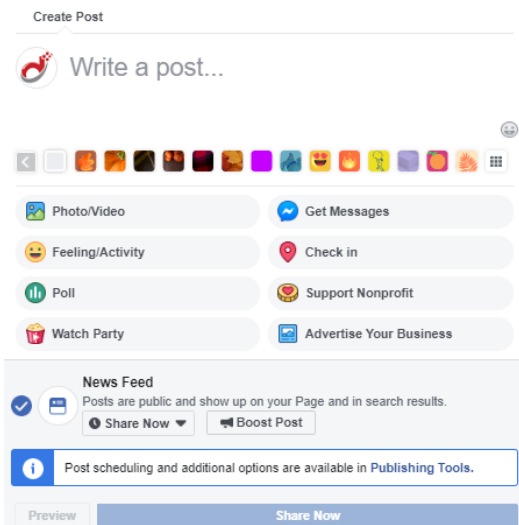 Create Post
Write a post...
Photo/Video
Get Messages
Feeling/Activity
Check in
Poll
Support Nonprofit
Watch Party
Advertise Your Business
News Feed
Posts are public and show up on your Page and in search results.
Share Now
Boost Post
Post scheduling and additional options are available in Publishing Tools.
Preview
Share Now